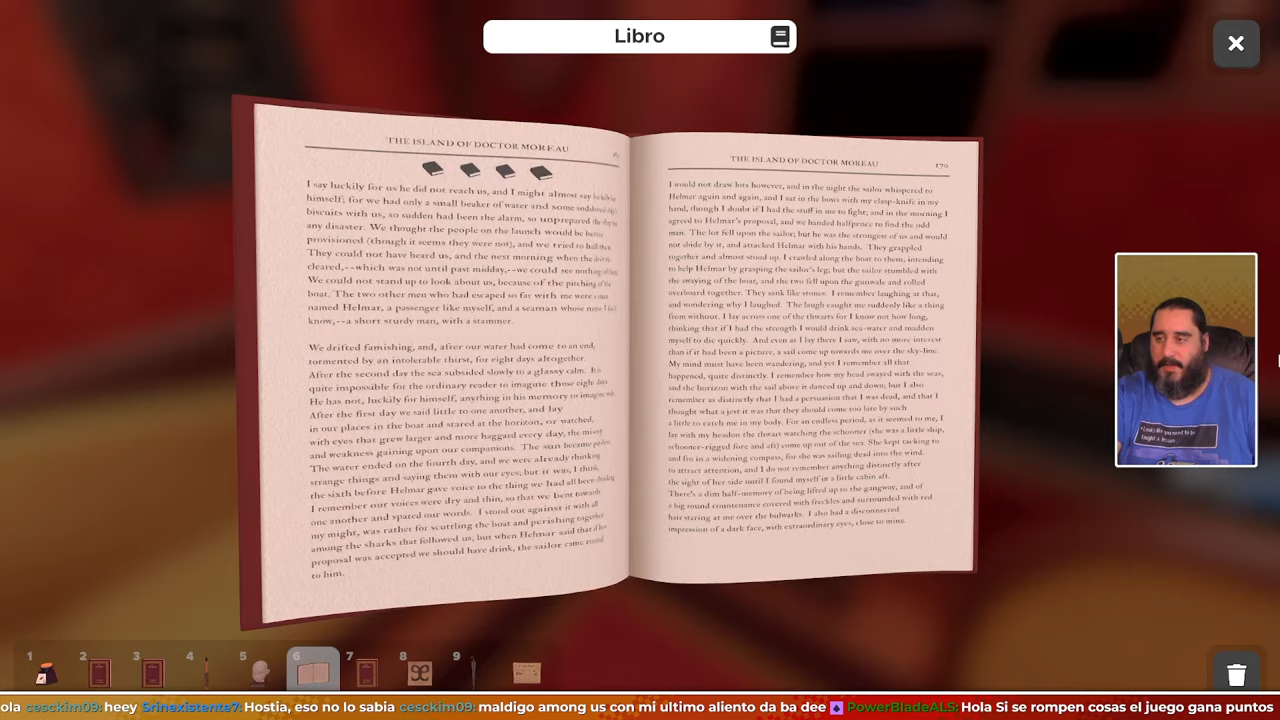 Libro
THE ISLAND OF DOCTOR MOREAU
I say luckily for us he did not reach us, and I might almost say
himself; for we had only a small beaker of water and some
biscuits with us, so sudden had been the alarm, so unprepared the
any disaster. We thought the people on the launch would be better
provisioned (though it seems they were not), and we tried to hail them.
They could not have heard us, and the next morning when the drizzle
cleared,--which was not until past midday,--we could see nothing of them.
We could not stand up to look about us, because of the pitching of the
boat. The two other men who had escaped so far with me were a man
named Helmar, a passenger like myself, and a seaman whose name I don't
know,--a short sturdy man, with a stammer.
We drifted famishing, and, after our water had come to an end,
tormented by an intolerable thirst, for eight days altogether.
After the second day the sea subsided slowly to a glassy calm. It is
quite impossible for the ordinary reader to imagine those eight days
He has not, luckily for himself, anything in his memory to imagine with
After the first day we said little to one another, and lay
in our places in the boat and stared at the horizon, or watched,
with eyes that grew larger and more haggard every day, the misery
and weakness gaining upon our companions. The sun became pitiless.
The water ended on the fourth day, and we were already thinking
strange things and saying them with our eyes; but it was, I think,
the sixth before Helmar gave voice to the thing we had all been thinking
I remember our voices were dry and thin, so that we bent towards
one another and spared our words. I stood out against it with all
my might, was rather for scuttling the boat and perishing together
among the sharks that followed us; but when Helmar said that if his
proposal was accepted we should have drink, the sailor came round
to him.
THE ISLAND OF DOCTOR MOREAU 170
I would not draw lots however, and in the night the sailor whispered to
Helmar again and again, and I sat in the bows with my clasp-knife in my
hand, though I doubt if I had the stuff in me to fight; and in the morning I
agreed to Helmar's proposal, and we handed halfpence to find the odd
man. The lot fell upon the sailor; but he was the strongest of us and would
not abide by it, and attacked Helmar with his hands. They grappled
together and almost stood up. I crawled along the boat to them, intending
to help Helmar by grasping the sailor's leg; but the sailor stumbled with
the swaying of the boat, and the two fell upon the gunwale and rolled
overboard together. They sank like stones. I remember laughing at that,
and wondering why I laughed. The laugh caught me suddenly like a thing
from without. I lay across one of the thwarts for I know not how long,
thinking that if I had the strength I would drink sea-water and madden
myself to die quickly. And even as I lay there I saw, with no more interest
than if it had been a picture, a sail come up towards me over the sky-line.
My mind must have been wandering, and yet I remember all that
happened, quite distinctly. I remember how my head swayed with the seas,
and the horizon with the sail above it danced up and down; but I also
remember as distinctly that I had a persuasion that I was dead, and that I
thought what a jest it was that they should come too late by such
a little to catch me in my body. For an endless period, as it seemed to me, I
lay with my headon the thwart watching the schooner (she was a little ship,
schooner-rigged fore and aft) come up out of the sea. She kept tacking to
and fro in a widening compass, for she was sailing dead into the wind.
to attract attention, and I do not remember anything distinctly after
the sight of her side until I found myself in a little cabin aft.
There's a dim half-memory of being lifted up to the gangway, and of
a big round countenance covered with freckles and surrounded with red
hair staring at me over the bulwarks. I also had a disconnected
impression of a dark face, with extraordinary eyes, close to mine.
1 2 3 4 5 6 7 8 9
ola cesckim09: heey Srinexistente7: Hostia, eso no lo sabia cesckim09: maldigo among us con mi ultimo aliento da ba dee PowerBladeALS: Hola Si se rompen cosas el juego gana puntos